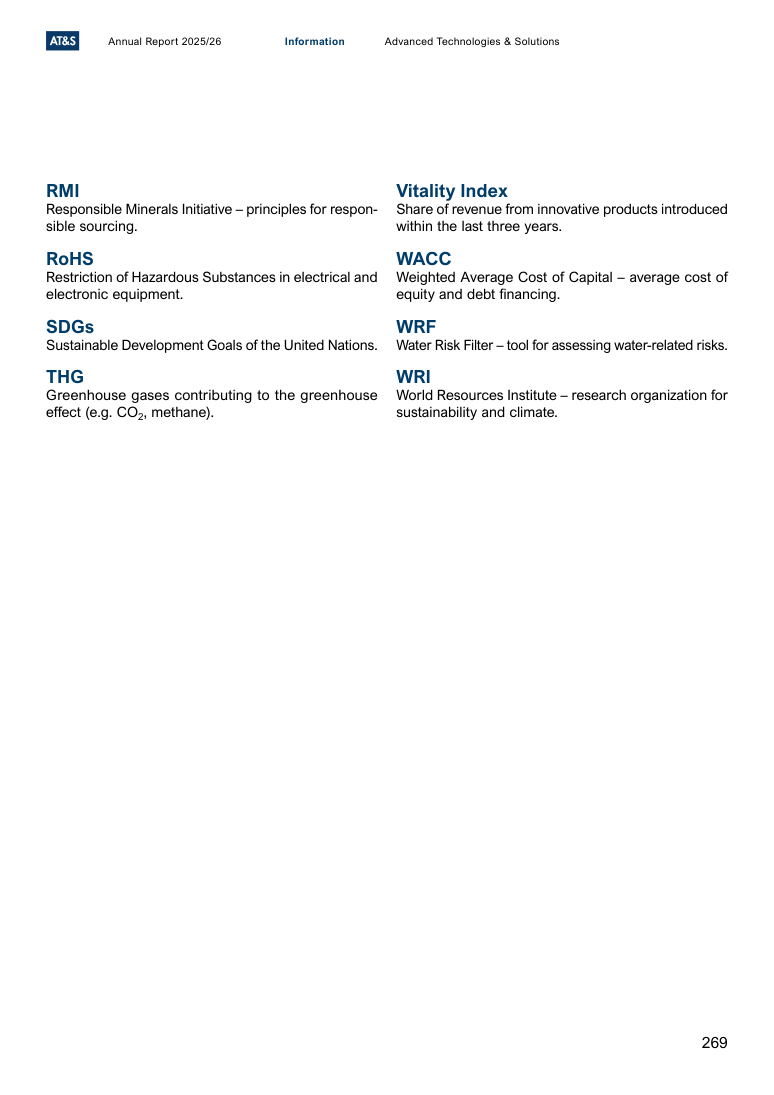 AT&S Annual Report 2025/26 Information Advanced Technologies & Solutions
RMI
Responsible Minerals Initiative – principles for respon-
sible sourcing.
RoHS
Restriction of Hazardous Substances in electrical and
electronic equipment.
SDGs
Sustainable Development Goals of the United Nations.
THG
Greenhouse gases contributing to the greenhouse
effect (e.g. CO₂, methane).
Vitality Index
Share of revenue from innovative products introduced
within the last three years.
WACC
Weighted Average Cost of Capital – average cost of
equity and debt financing.
WRF
Water Risk Filter – tool for assessing water-related risks.
WRI
World Resources Institute – research organization for
sustainability and climate.
269